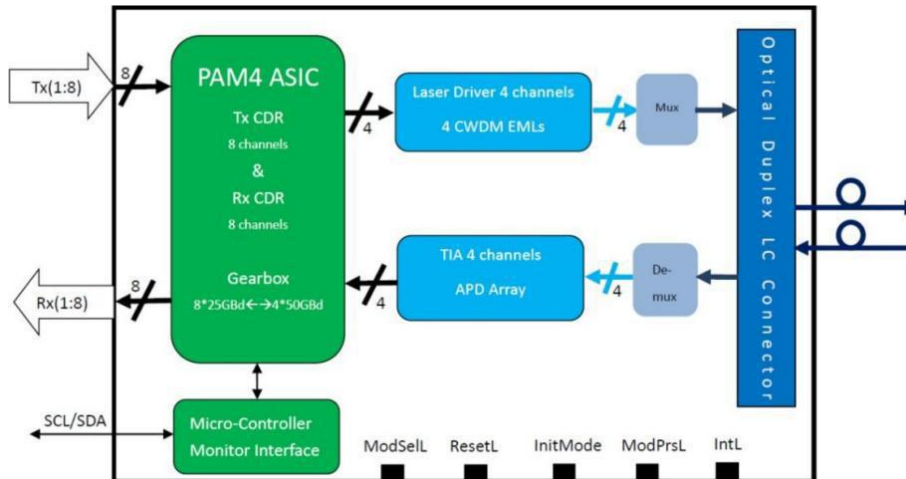 Tx(1:8)
8
PAM4 ASIC
Tx CDR
8 channels
&
Rx CDR
8 channels
Gearbox
8*25GBd←→4*50GBd
4
Laser Driver 4 channels
4 CWDM EMLs
4
Mux
Optical Duplex LC Connector
Rx(1:8)
8
4
TIA 4 channels
APD Array
4
De-
mux
SCL/SDA
Micro-Controller
Monitor Interface
ModSelL
ResetL
InitMode
ModPrsL
IntL